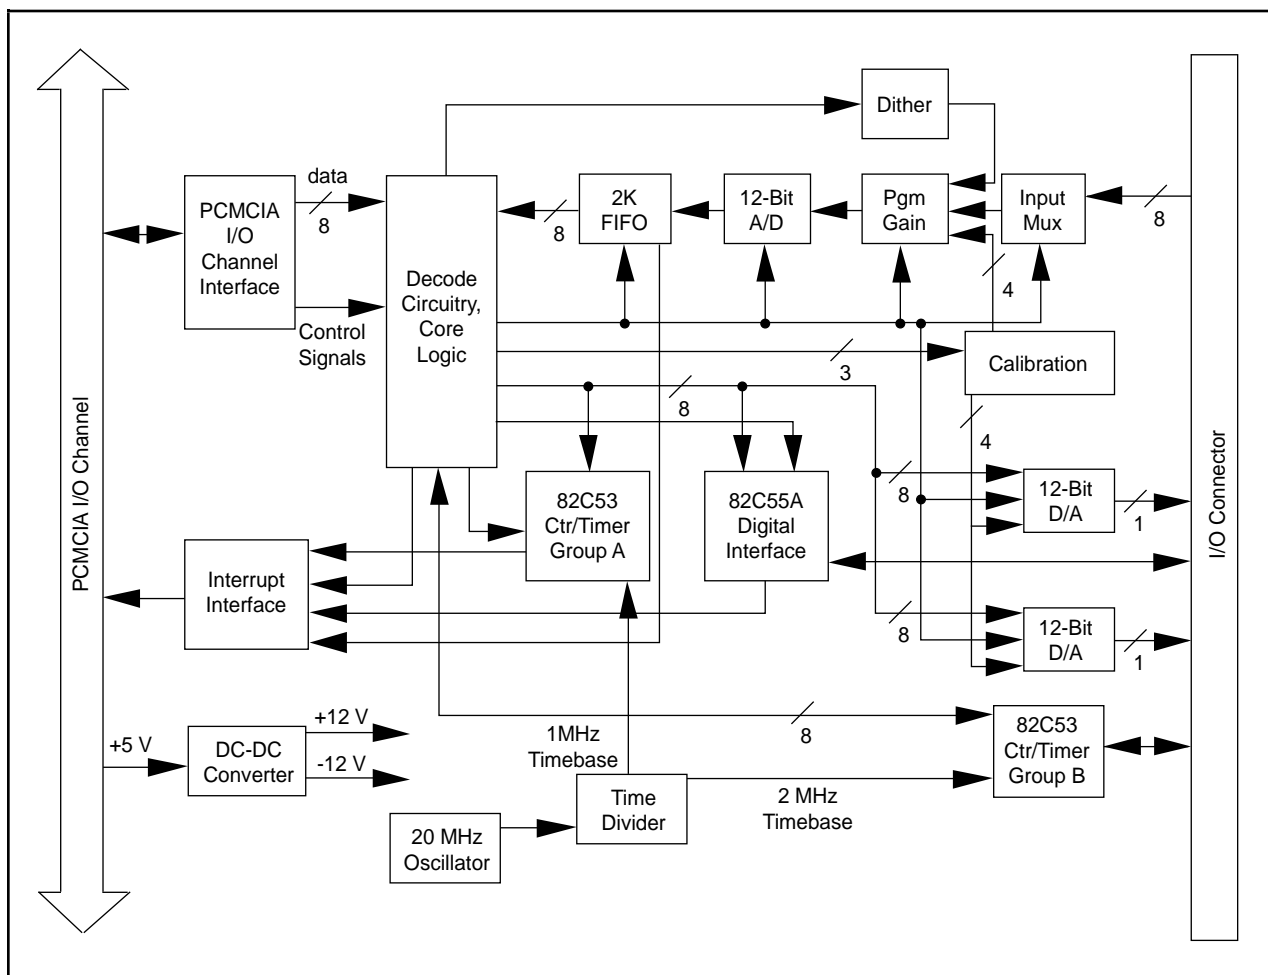 Dither
data
8
PCMCIA
I/O
Channel
Interface
Control
Signals
Decode
Circuitry,
Core
Logic
8
2K
FIFO
12-Bit
A/D
Pgm
Gain
Input
Mux
8
4
3
Calibration
8
4
PCMCIA I/O Channel
I/O Connector
82C53
Ctr/Timer
Group A
82C55A
Digital
Interface
8
12-Bit
D/A
1
Interrupt
Interface
8
12-Bit
D/A
1
+5 V
DC-DC
Converter
+12 V
-12 V
1MHz
Timebase
8
82C53
Ctr/Timer
Group B
Time
Divider
2 MHz
Timebase
20 MHz
Oscillator